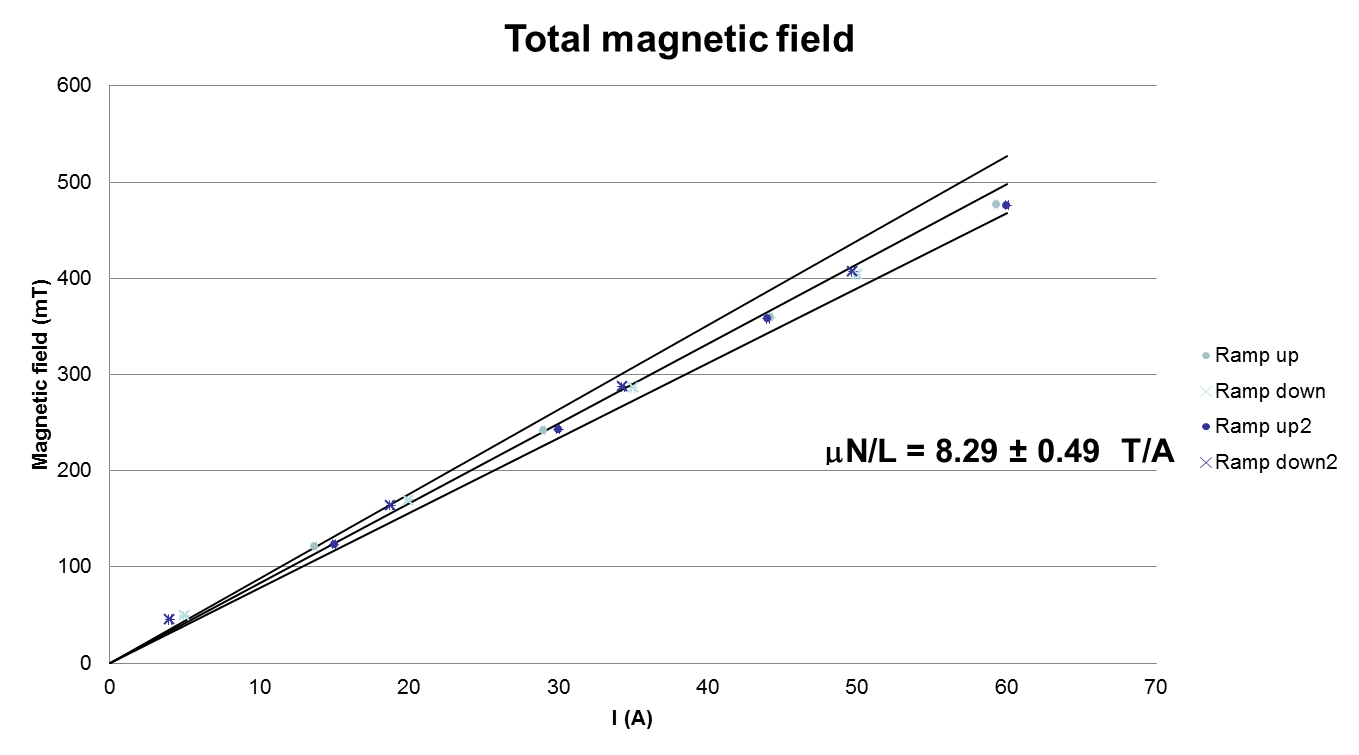 Total magnetic field
600
500
400
300
200
100
0
Magnetic field (mT)
0 10 20 30 40 50 60 70
I (A)
µN/L = 8.29 ± 0.49 T/A
Ramp up
Ramp down
Ramp up2
Ramp down2